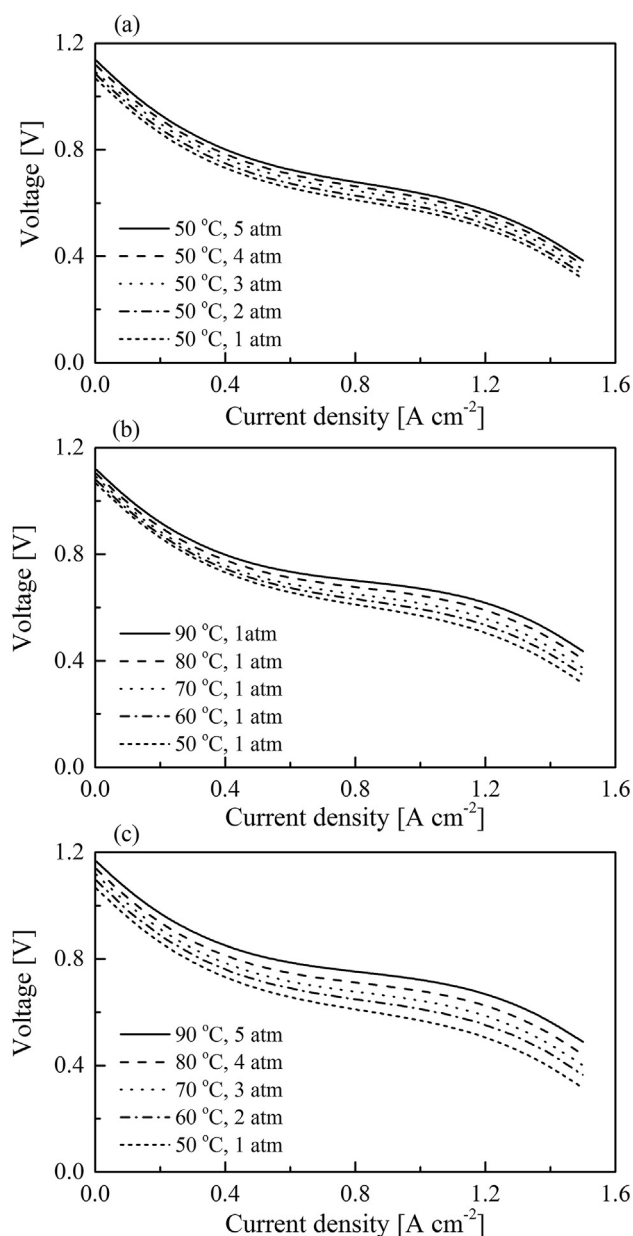 (a)
1.2
0.8
0.4
0.0
Voltage [V]
50 °C, 5 atm
50 °C, 4 atm
50 °C, 3 atm
50 °C, 2 atm
50 °C, 1 atm
0.0 0.4 0.8 1.2 1.6
Current density [A cm⁻²]
(b)
1.2
0.8
0.4
0.0
Voltage [V]
90 °C, 1atm
80 °C, 1 atm
70 °C, 1 atm
60 °C, 1 atm
50 °C, 1 atm
0.0 0.4 0.8 1.2 1.6
Current density [A cm⁻²]
(c)
1.2
0.8
0.4
0.0
Voltage [V]
90 °C, 5 atm
80 °C, 4 atm
70 °C, 3 atm
60 °C, 2 atm
50 °C, 1 atm
0.0 0.4 0.8 1.2 1.6
Current density [A cm⁻²]